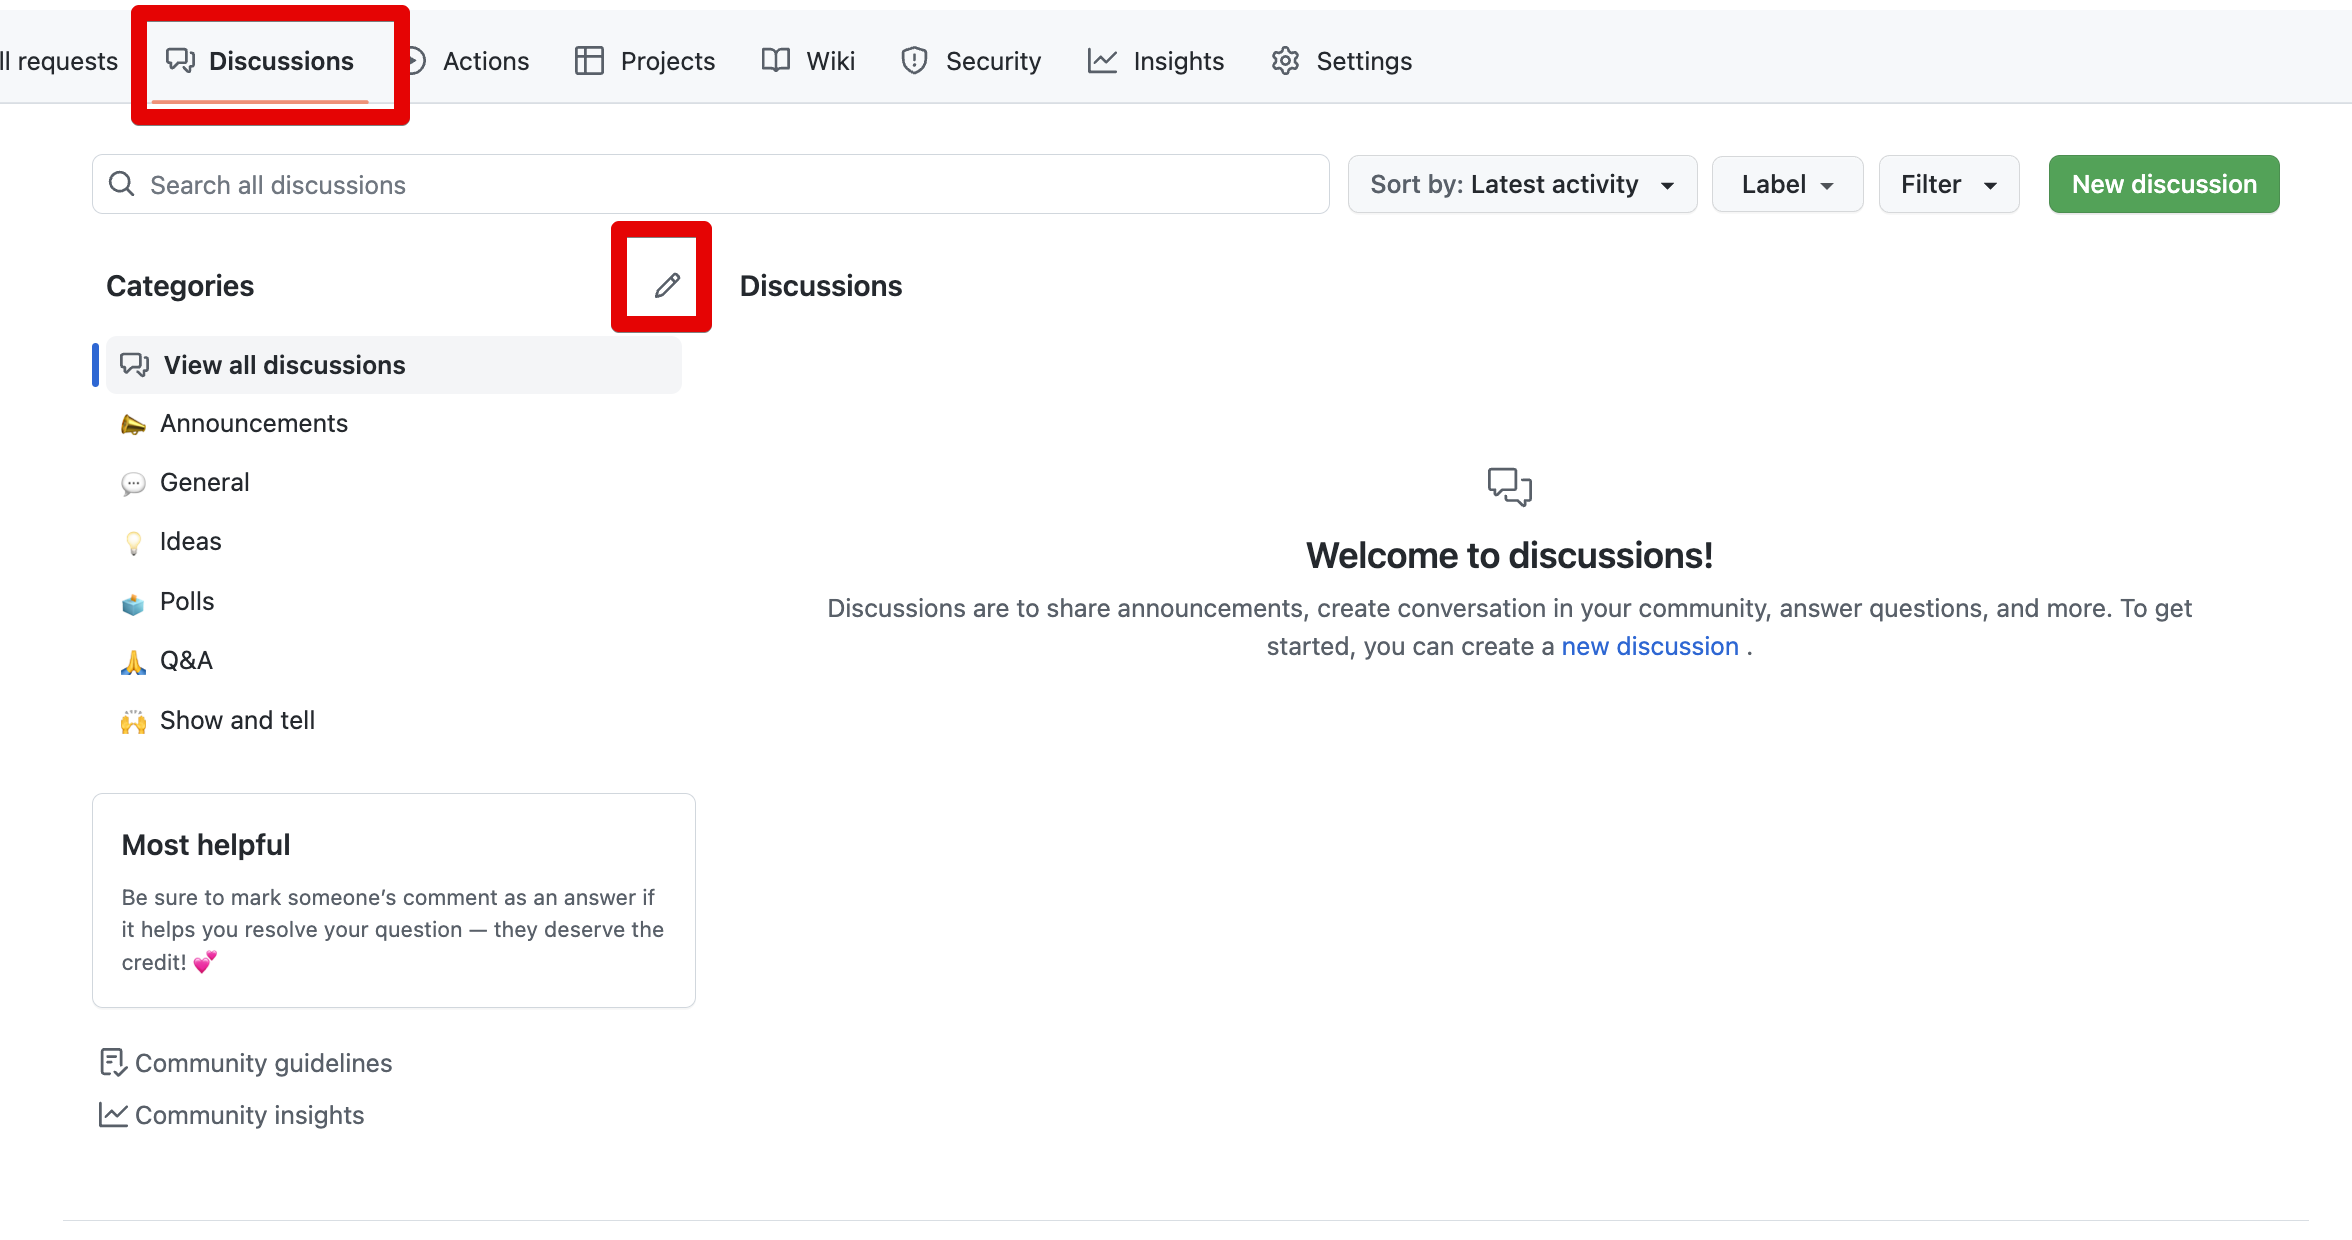 ll requests Discussions Actions Projects Wiki Security Insights Settings
Search all discussions Sort by: Latest activity Label Filter New discussion
Categories
View all discussions
Announcements
General
Ideas
Polls
Q&A
Show and tell
Most helpful
Be sure to mark someone’s comment as an answer if
it helps you resolve your question — they deserve the
credit! 💕
Community guidelines
Community insights
Discussions
Welcome to discussions!
Discussions are to share announcements, create conversation in your community, answer questions, and more. To get
started, you can create a new discussion .